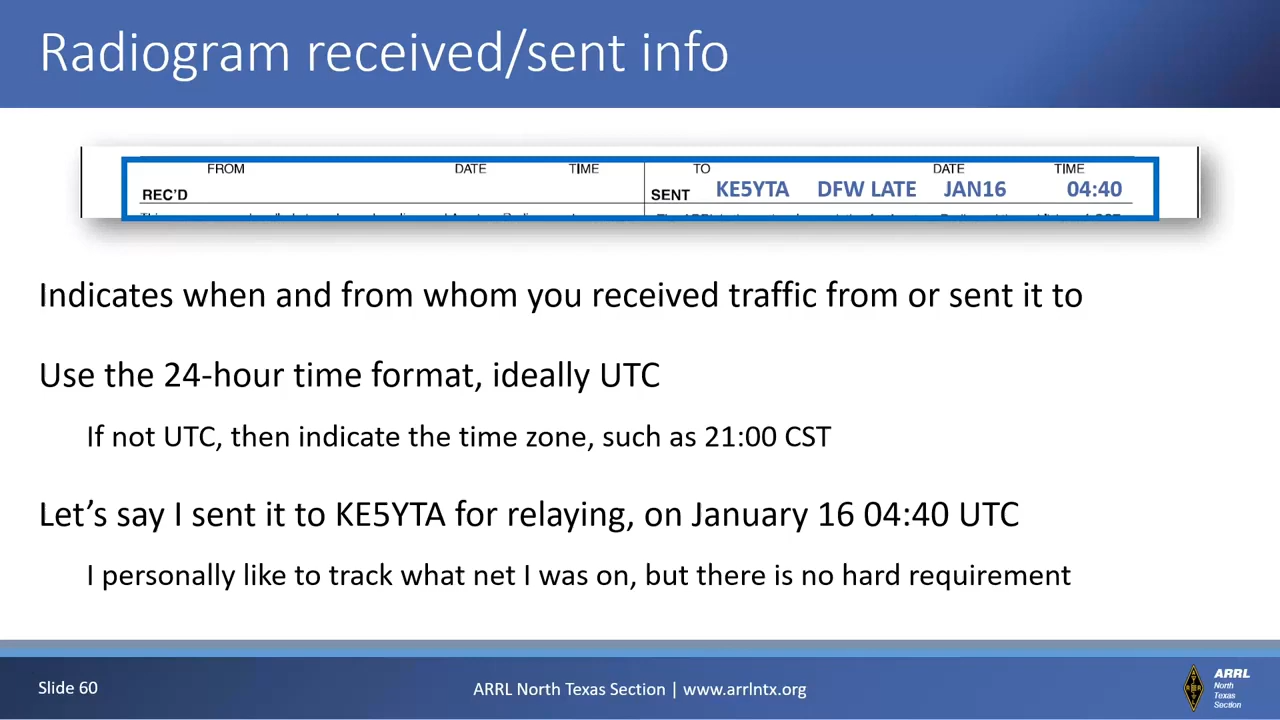 Radiogram received/sent info
FROM DATE TIME TO DATE TIME
REC'D SENT KE5YTA DFW LATE JAN16 04:40
Indicates when and from whom you received traffic from or sent it to
Use the 24-hour time format, ideally UTC
If not UTC, then indicate the time zone, such as 21:00 CST
Let's say I sent it to KE5YTA for relaying, on January 16 04:40 UTC
I personally like to track what net I was on, but there is no hard requirement
Slide 60
ARRL North Texas Section | www.arrlntx.org
ARRL
North
Texas
Section